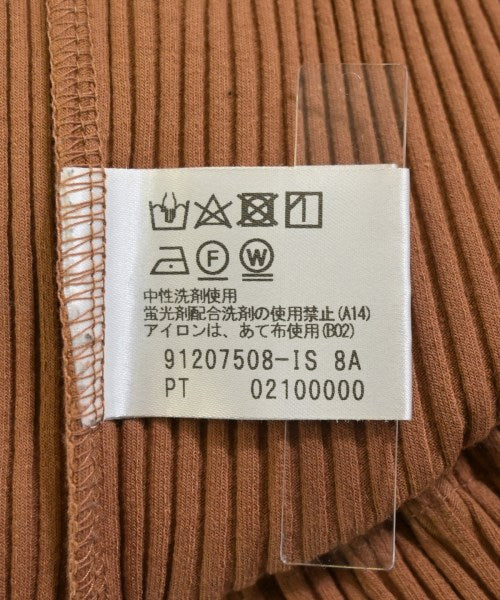 F W
中性洗剤使用
蛍光剤配合洗剤の使用禁止(A14)
アイロンは、あて布使用(B02)
91207508-IS 8A
PT 02100000